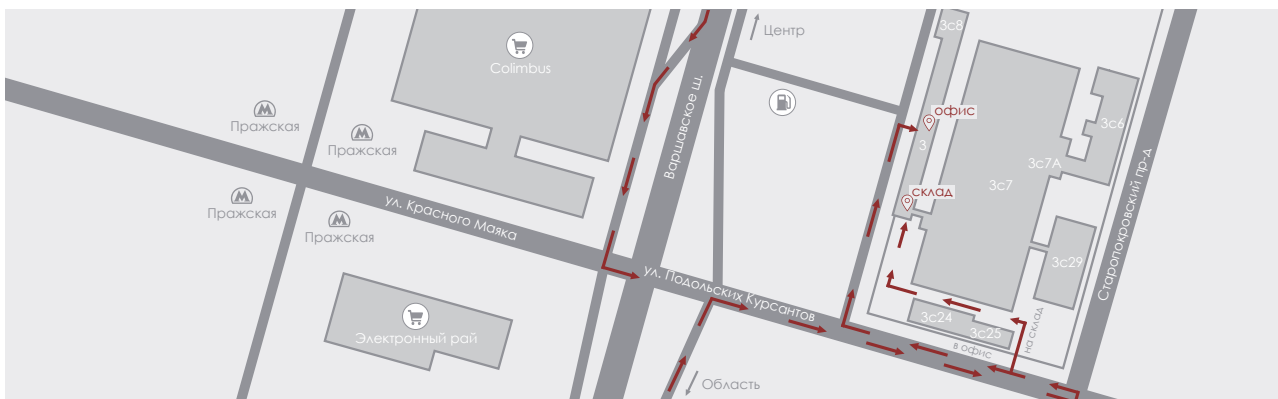 Центр
Colimbus
Варшавское ш.
Пражская
Пражская
Пражская
Пражская
ул. Красного Маяка
ул. Подольских Курсантов
Электронный рай
Область
3с8
офис
3
склад
3с7
3с7А
3с6
3с29
3с24
3с25
в офис
на склад
Старопокровский пр-д